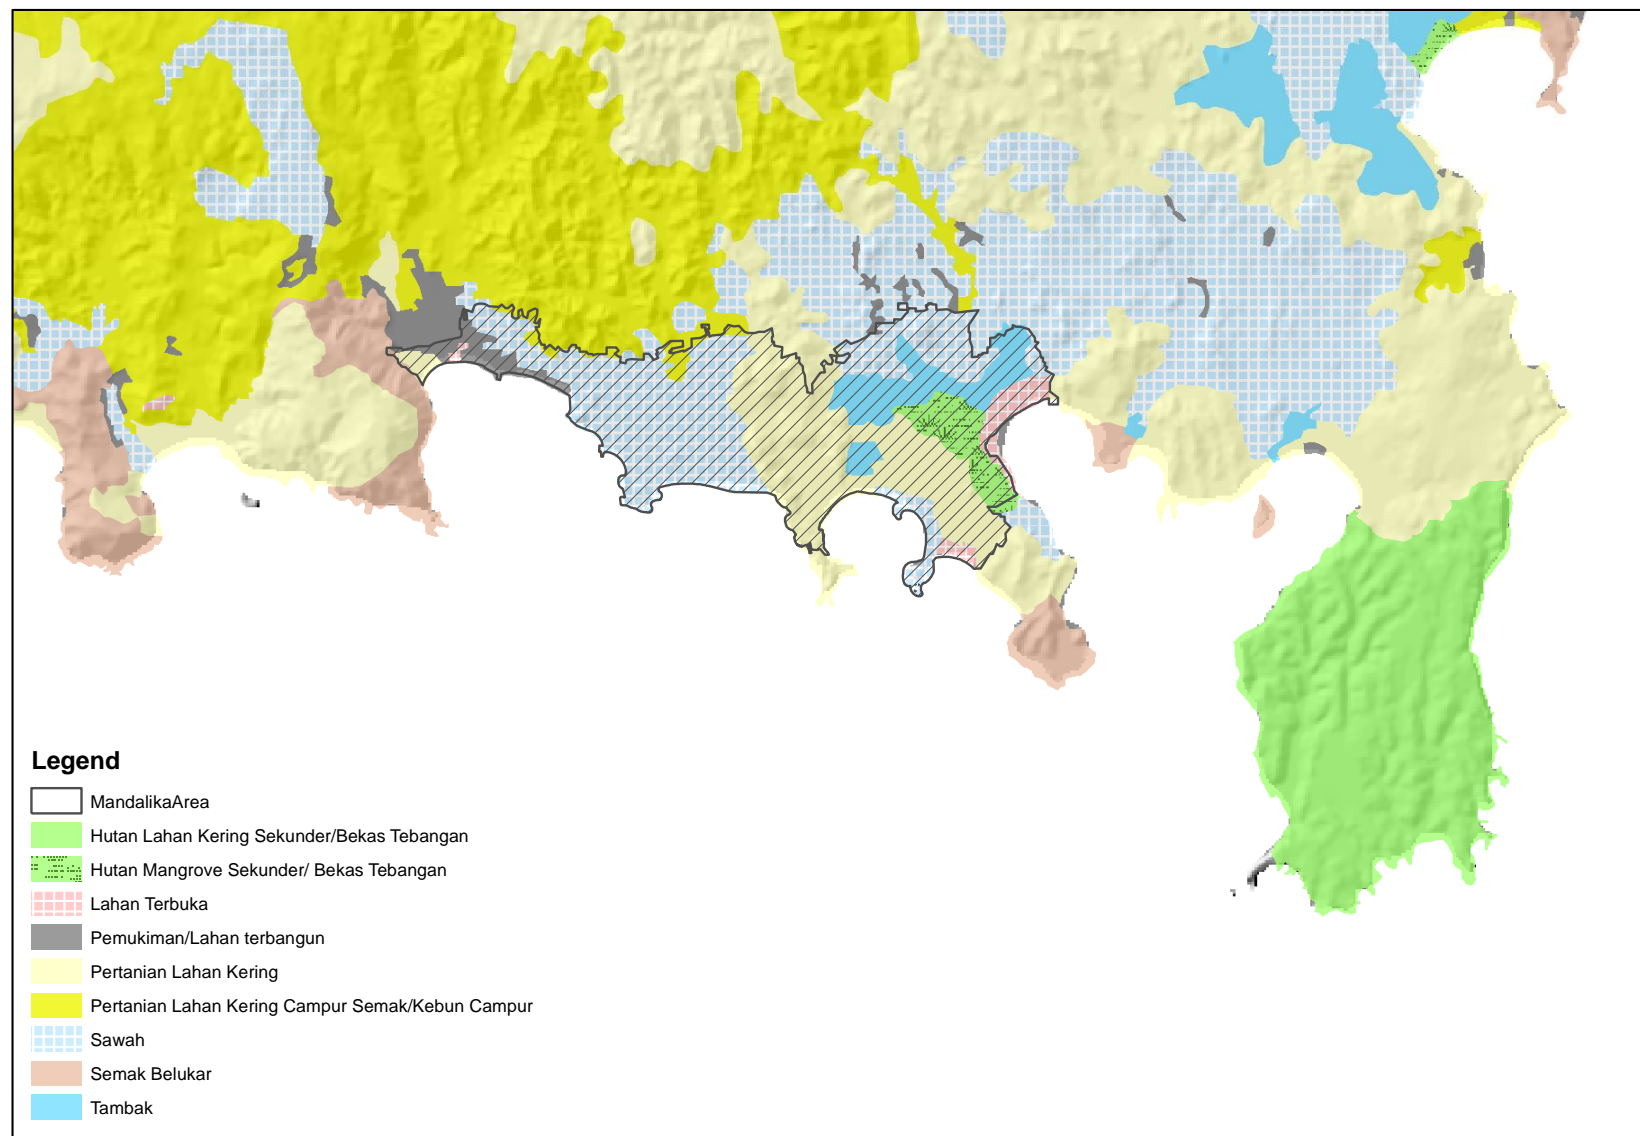 Legend
MandalikaArea
Hutan Lahan Kering Sekunder/Bekas Tebangan
Hutan Mangrove Sekunder/ Bekas Tebangan
Lahan Terbuka
Pemukiman/Lahan terbangun
Pertanian Lahan Kering
Pertanian Lahan Kering Campur Semak/Kebun Campur
Sawah
Semak Belukar
Tambak